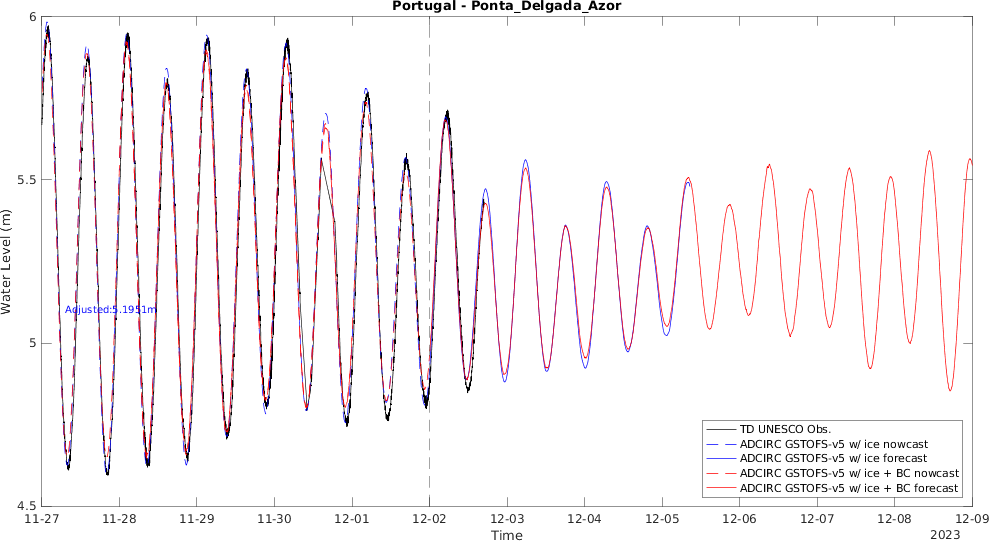 Portugal - Ponta_Delgada_Azor
6
5.5
5
4.5
Water Level (m)
Adjusted:5.1951m
TD UNESCO Obs.
ADCIRC GSTOFS-v5 w/ ice nowcast
ADCIRC GSTOFS-v5 w/ ice forecast
ADCIRC GSTOFS-v5 w/ ice + BC nowcast
ADCIRC GSTOFS-v5 w/ ice + BC forecast
11-27 11-28 11-29 11-30 12-01 12-02 12-03 12-04 12-05 12-06 12-07 12-08 12-09
Time
2023